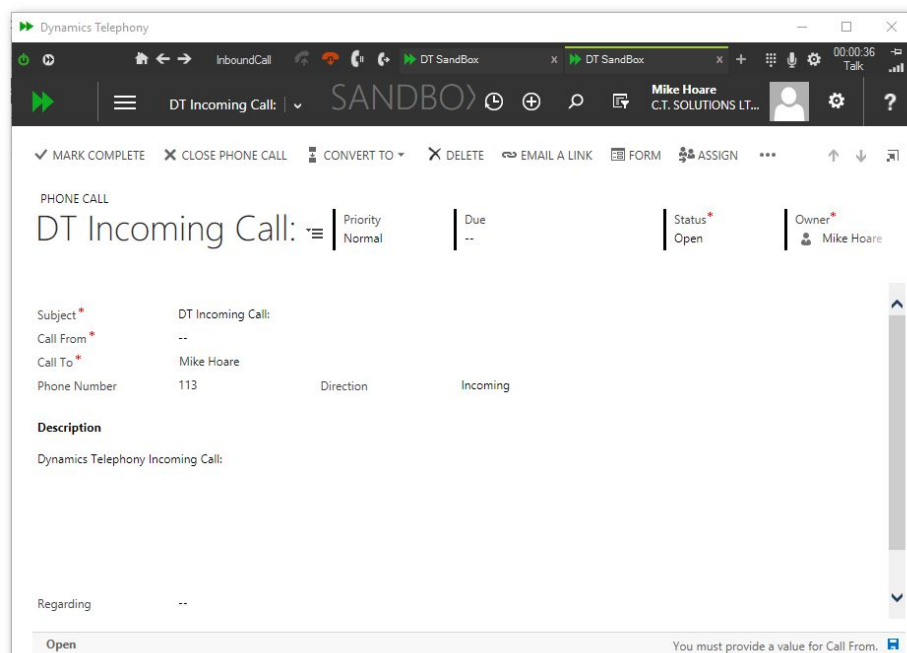 Dynamics Telephony
InboundCall DT SandBox x DT SandBox x + 00:00:36
Talk
DT Incoming Call: SANDBOX Mike Hoare
C.T. SOLUTIONS LT... ?
MARK COMPLETE CLOSE PHONE CALL CONVERT TO DELETE EMAIL A LINK FORM ASSIGN ...
PHONE CALL
DT Incoming Call:
Priority Due Status* Owner*
Normal -- Open Mike Hoare
Subject* DT Incoming Call:
Call From* --
Call To* Mike Hoare
Phone Number 113 Direction Incoming
Description
Dynamics Telephony Incoming Call:
Regarding --
Open You must provide a value for Call From.